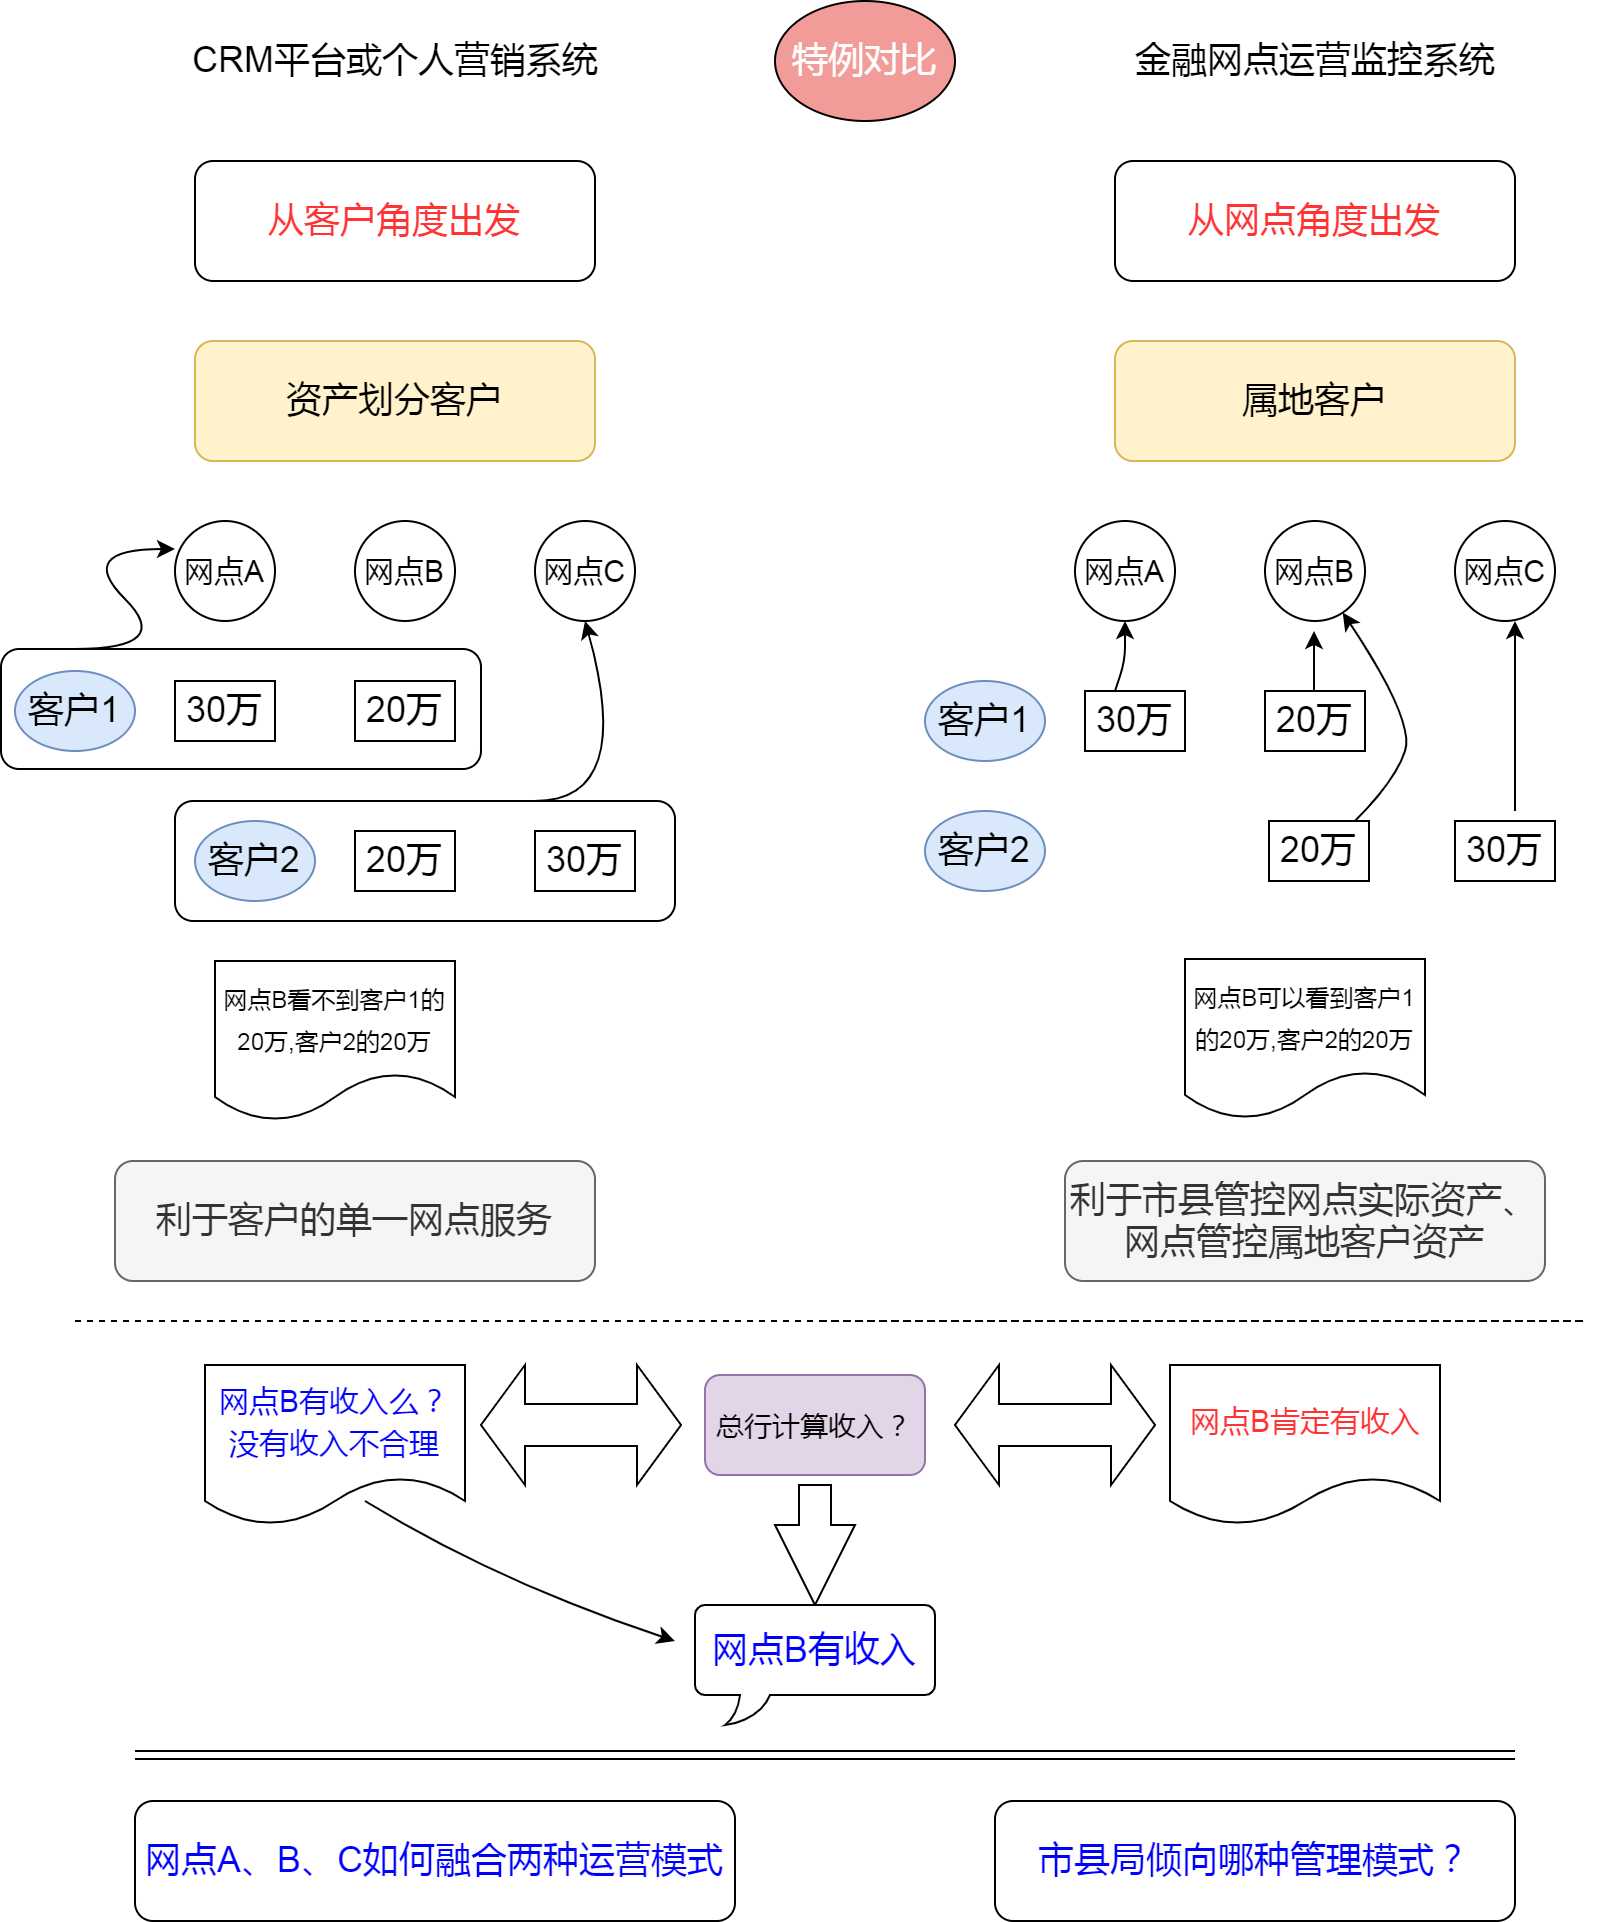 CRM平台或个人营销系统
特例对比
金融网点运营监控系统
从客户角度出发
从网点角度出发
资产划分客户
属地客户
网点A
网点B
网点C
网点A
网点B
网点C
客户1
30万
20万
客户1
30万
20万
客户2
20万
30万
客户2
20万
30万
网点B看不到客户1的
20万,客户2的20万
网点B可以看到客户1
的20万,客户2的20万
利于客户的单一网点服务
利于市县管控网点实际资产、
网点管控属地客户资产
网点B有收入么？
没有收入不合理
总行计算收入？
网点B肯定有收入
网点B有收入
网点A、B、C如何融合两种运营模式
市县局倾向哪种管理模式？